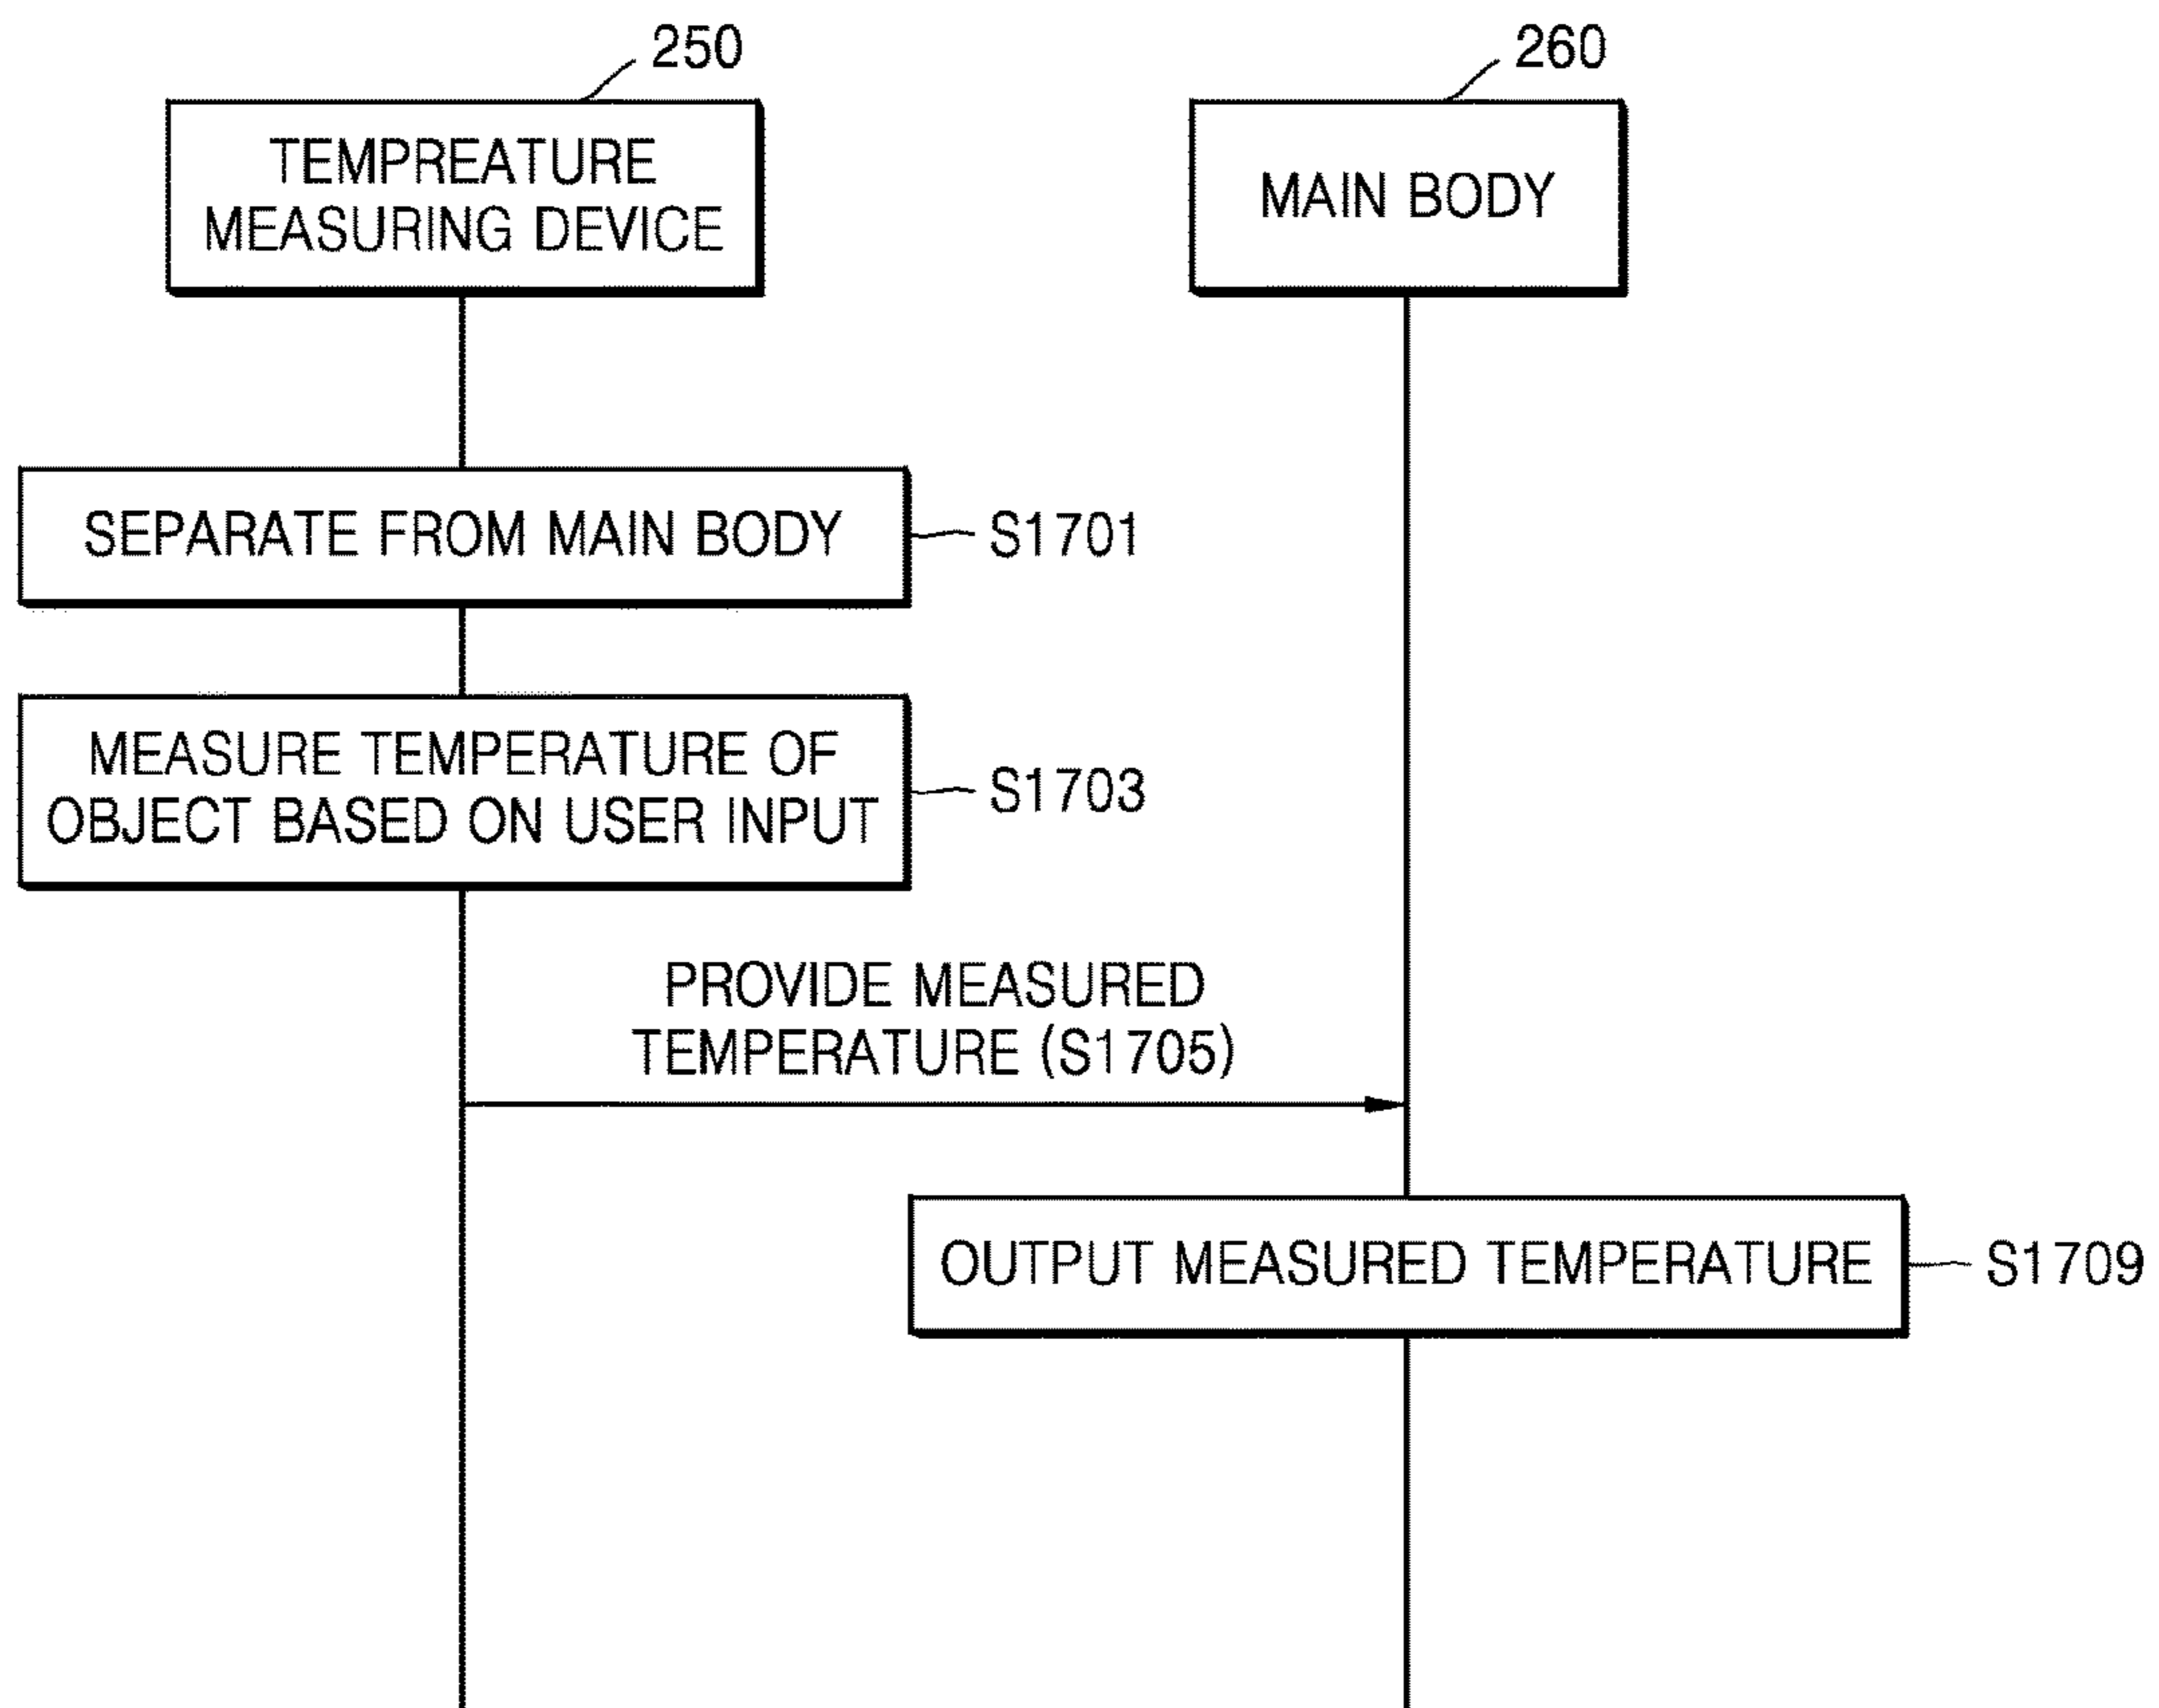 250
260
TEMPREATURE
MEASURING DEVICE
MAIN BODY
SEPARATE FROM MAIN BODY
S1701
MEASURE TEMPERATURE OF
OBJECT BASED ON USER INPUT
S1703
PROVIDE MEASURED
TEMPERATURE (S1705)
OUTPUT MEASURED TEMPERATURE
S1709